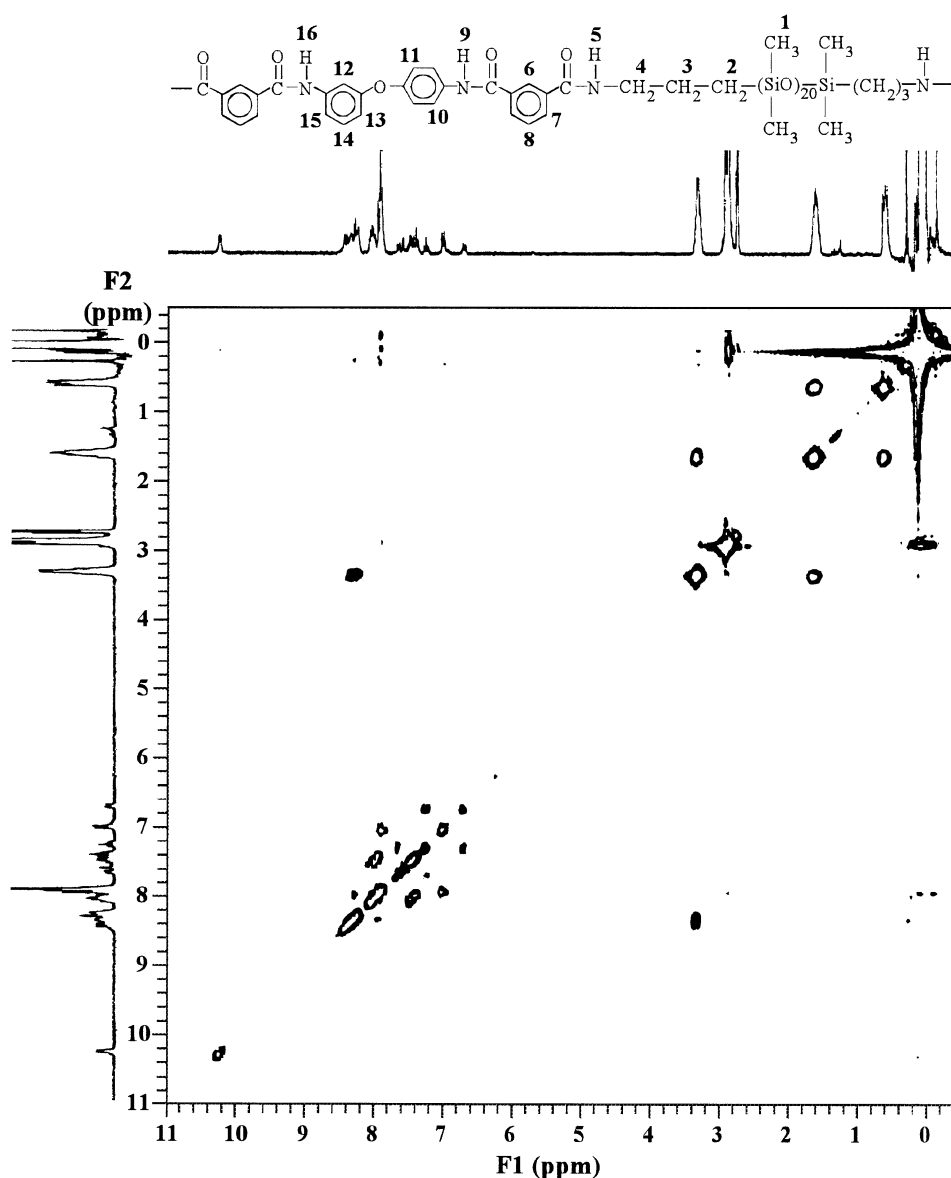 1
16 9 5 CH3 CH3
O O H 12 11 H O O H 4 3 2 H
C C N O N C 6 C N CH2 CH2 CH2 (SiO)20 Si (CH2)3 N
15 13 10 7 CH3 CH3
14 8
F2
(ppm)
0
1
2
3
4
5
6
7
8
9
10
11
11 10 9 8 7 6 5 4 3 2 1 0
F1 (ppm)